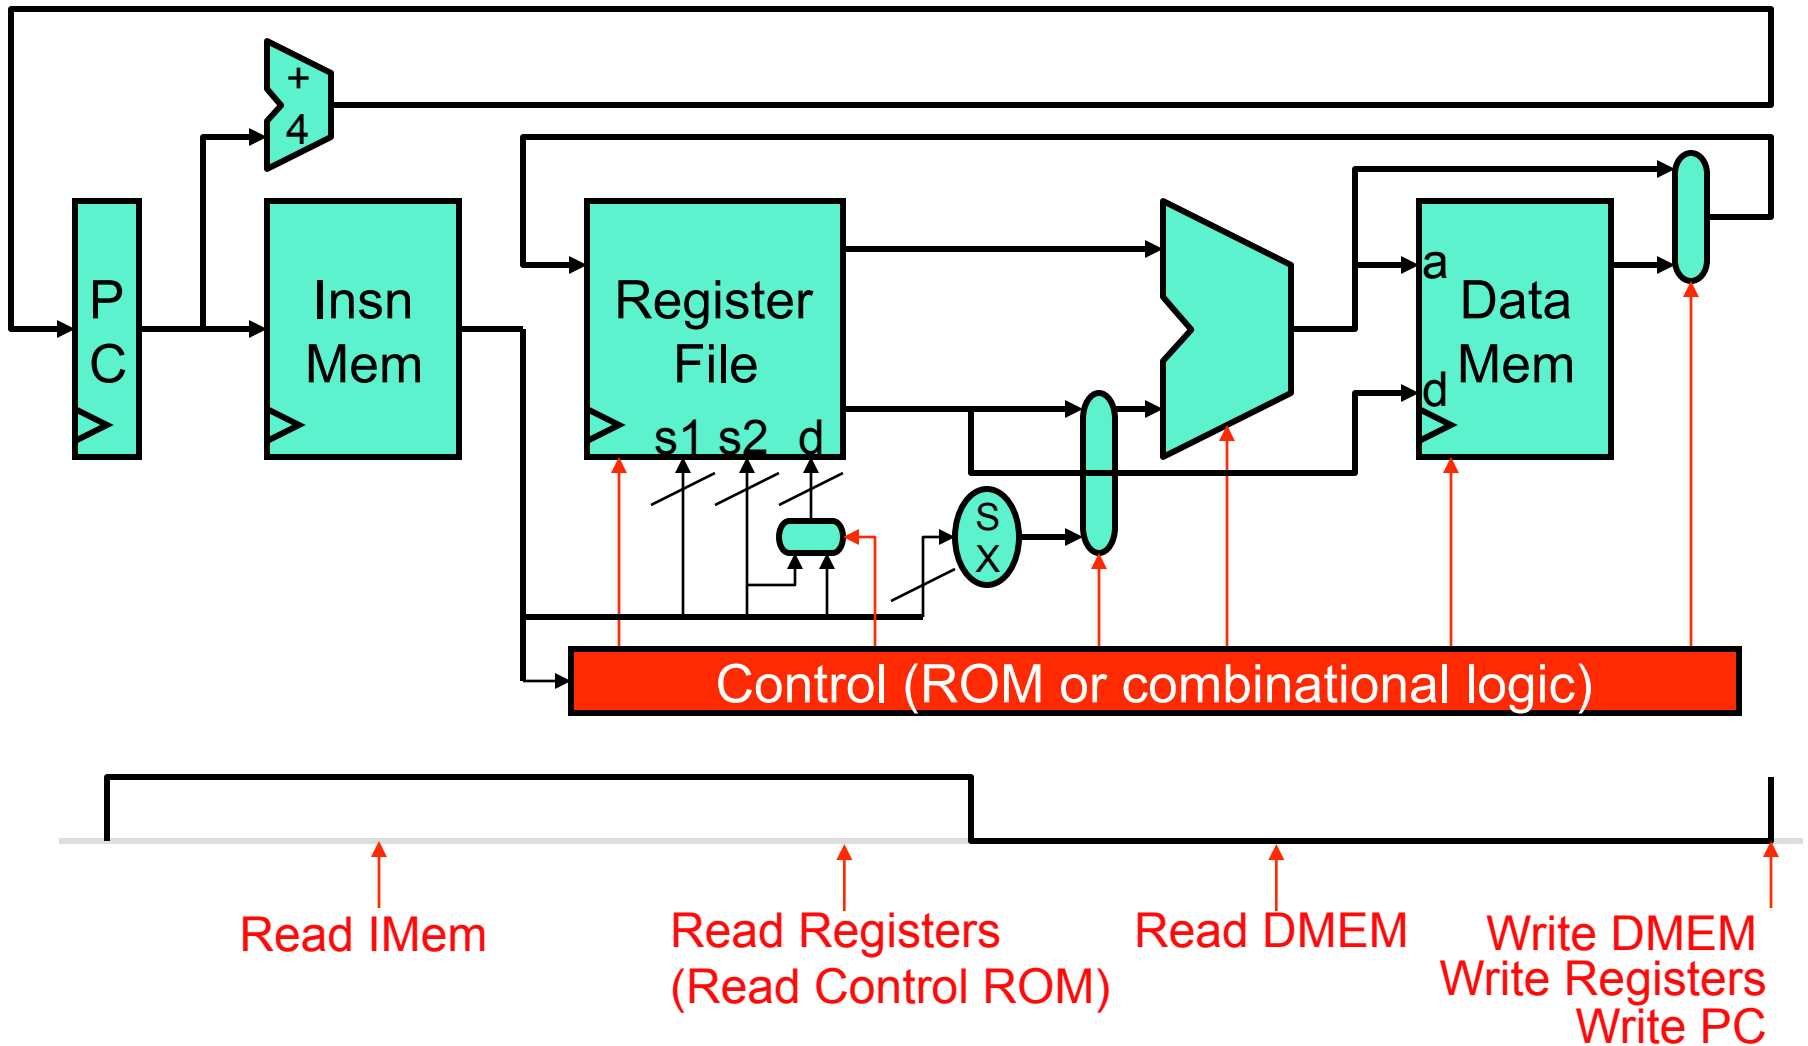 +
4
P
C
Insn
Mem
Register
File
s1 s2 d
a
Data
Mem
d
S
X
Control (ROM or combinational logic)
Read IMem
Read Registers
(Read Control ROM)
Read DMEM
Write DMEM
Write Registers
Write PC